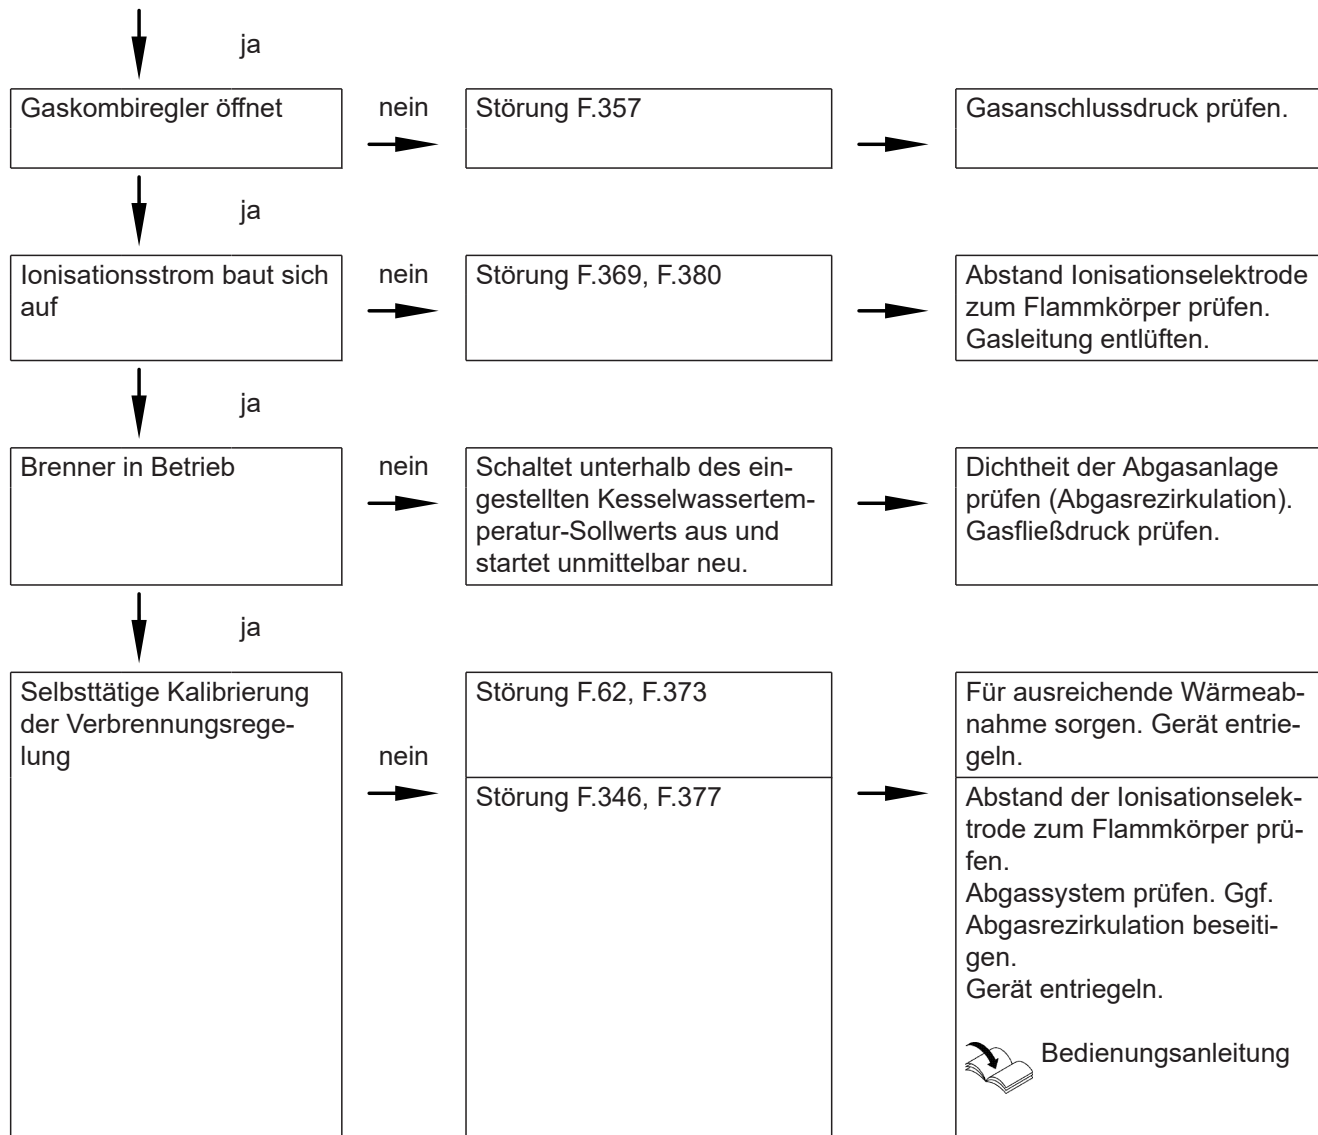 ja
Gaskombiregler öffnet
nein
Störung F.357
Gasanschlussdruck prüfen.
ja
Ionisationsstrom baut sich
auf
nein
Störung F.369, F.380
Abstand Ionisationselektrode
zum Flammkörper prüfen.
Gasleitung entlüften.
ja
Brenner in Betrieb
nein
Schaltet unterhalb des ein-
gestellten Kesselwassertem-
peratur-Sollwerts aus und
startet unmittelbar neu.
Dichtheit der Abgasanlage
prüfen (Abgasrezirkulation).
Gasfließdruck prüfen.
ja
Selbsttätige Kalibrierung
der Verbrennungsrege-
lung
nein
Störung F.62, F.373
Für ausreichende Wärmeab-
nahme sorgen. Gerät entrie-
geln.
Störung F.346, F.377
Abstand der Ionisationselek-
trode zum Flammkörper prü-
fen.
Abgassystem prüfen. Ggf.
Abgasrezirkulation beseiti-
gen.
Gerät entriegeln.
Bedienungsanleitung